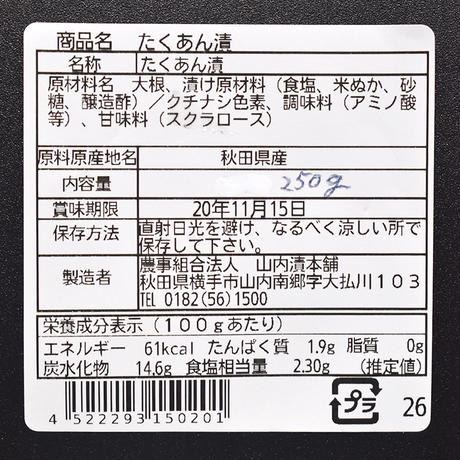 商品名 たくあん漬
名称 たくあん漬
原材料名 大根、漬け原材料（食塩、米ぬか、砂
糖、醸造酢）／クチナシ色素、調味料（アミノ酸
等）、甘味料（スクラロース）
原料原産地名 秋田県産
内容量 250g
賞味期限 20年11月15日
保存方法 直射日光を避け、なるべく涼しい所で
保存して下さい。
製造者 農事組合法人 山内漬本舗
秋田県横手市山内南郷字大払川１０３
TEL 0182(56)1500
栄養成分表示（１００gあたり）
エネルギー 61kcal たんぱく質 1.9g 脂質 0g
炭水化物 14.6g 食塩相当量 2.30g （推定値）
4 522293 150201
プラ
26